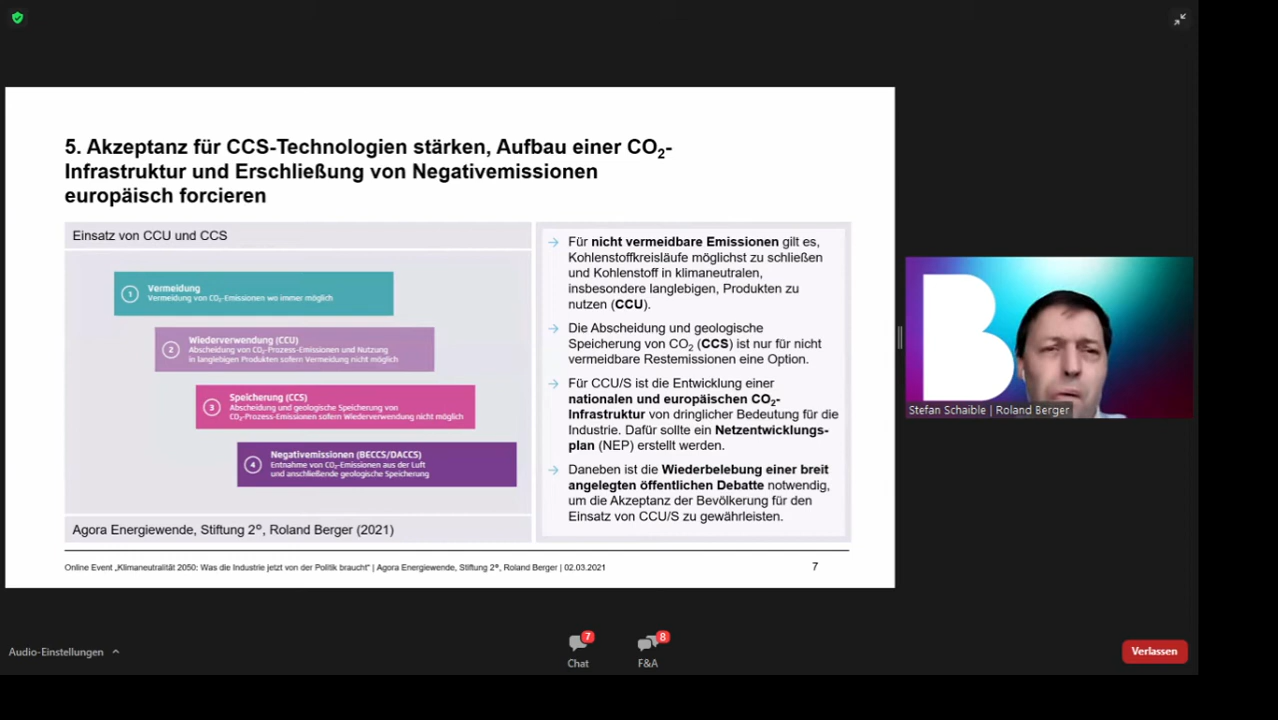 5. Akzeptanz für CCS-Technologien stärken, Aufbau einer CO₂-
Infrastruktur und Erschließung von Negativemissionen
europäisch forcieren
Einsatz von CCU und CCS
1
Vermeidung
Vermeidung von CO₂-Emissionen wo immer möglich
2
Wiederverwendung (CCU)
Abscheidung von CO₂-Prozess-Emissionen und Nutzung
in langlebigen Produkten sofern Vermeidung nicht möglich
3
Speicherung (CCS)
Abscheidung und geologische Speicherung von
CO₂-Prozess-Emissionen sofern Wiederverwendung nicht möglich
4
Negativemissionen (BECCS/DACCS)
Entnahme von CO₂-Emissionen aus der Luft
und anschließende geologische Speicherung
Agora Energiewende, Stiftung 2°, Roland Berger (2021)
→ Für nicht vermeidbare Emissionen gilt es,
Kohlenstoffkreisläufe möglichst zu schließen
und Kohlenstoff in klimaneutralen,
insbesondere langlebigen, Produkten zu
nutzen (CCU).
→ Die Abscheidung und geologische
Speicherung von CO₂ (CCS) ist nur für nicht
vermeidbare Restemissionen eine Option.
→ Für CCU/S ist die Entwicklung einer
nationalen und europäischen CO₂-
Infrastruktur von dringlicher Bedeutung für die
Industrie. Dafür sollte ein Netzentwicklungs-
plan (NEP) erstellt werden.
→ Daneben ist die Wiederbelebung einer breit
angelegten öffentlichen Debatte notwendig,
um die Akzeptanz der Bevölkerung für den
Einsatz von CCU/S zu gewährleisten.
Online Event „Klimaneutralität 2050: Was die Industrie jetzt von der Politik braucht“ | Agora Energiewende, Stiftung 2°, Roland Berger | 02.03.2021
7
B
Stefan Schaible | Roland Berger
Audio-Einstellungen
7
Chat
8
F&A
Verlassen